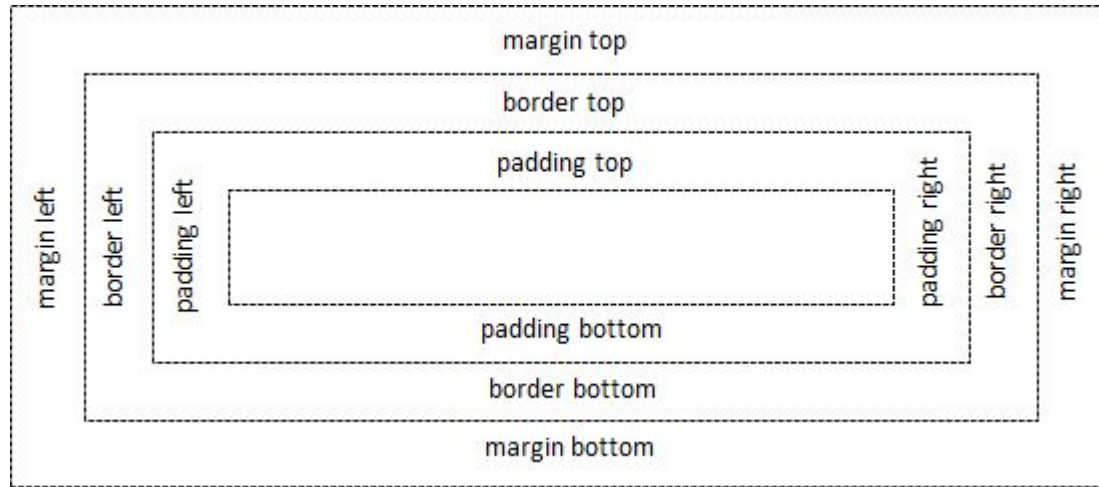 margin top
border top
padding top
margin left
border left
padding left
padding right
border right
margin right
padding bottom
border bottom
margin bottom